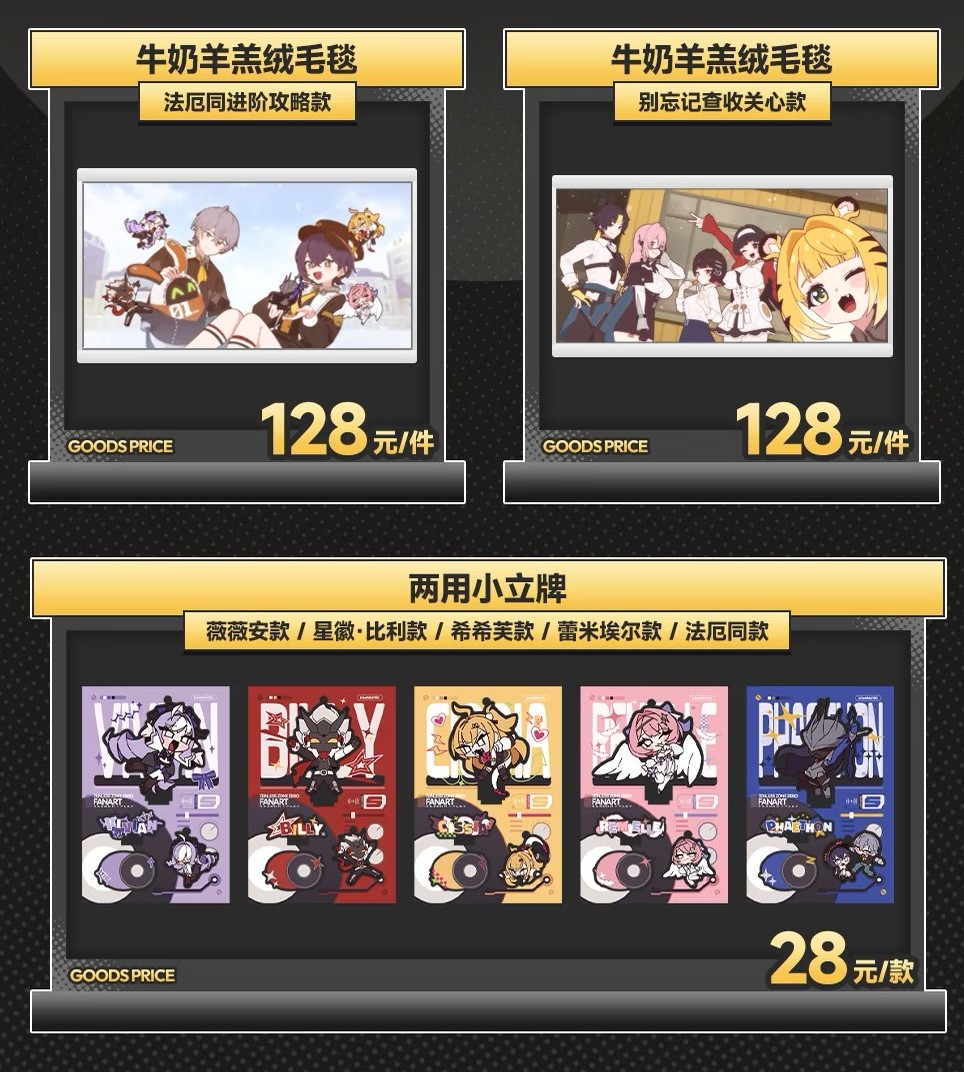 牛奶羊羔绒毛毯
法厄同进阶攻略款
01
GOODS PRICE
128元/件
牛奶羊羔绒毛毯
别忘记查收关心款
GOODS PRICE
128元/件
两用小立牌
薇薇安款 / 星徽·比利款 / 希希芙款 / 蕾米埃尔款 / 法厄同款
FANART
FANART
BILLY
FANART
FANART
FANART
PHAETHON
GOODS PRICE
28元/款